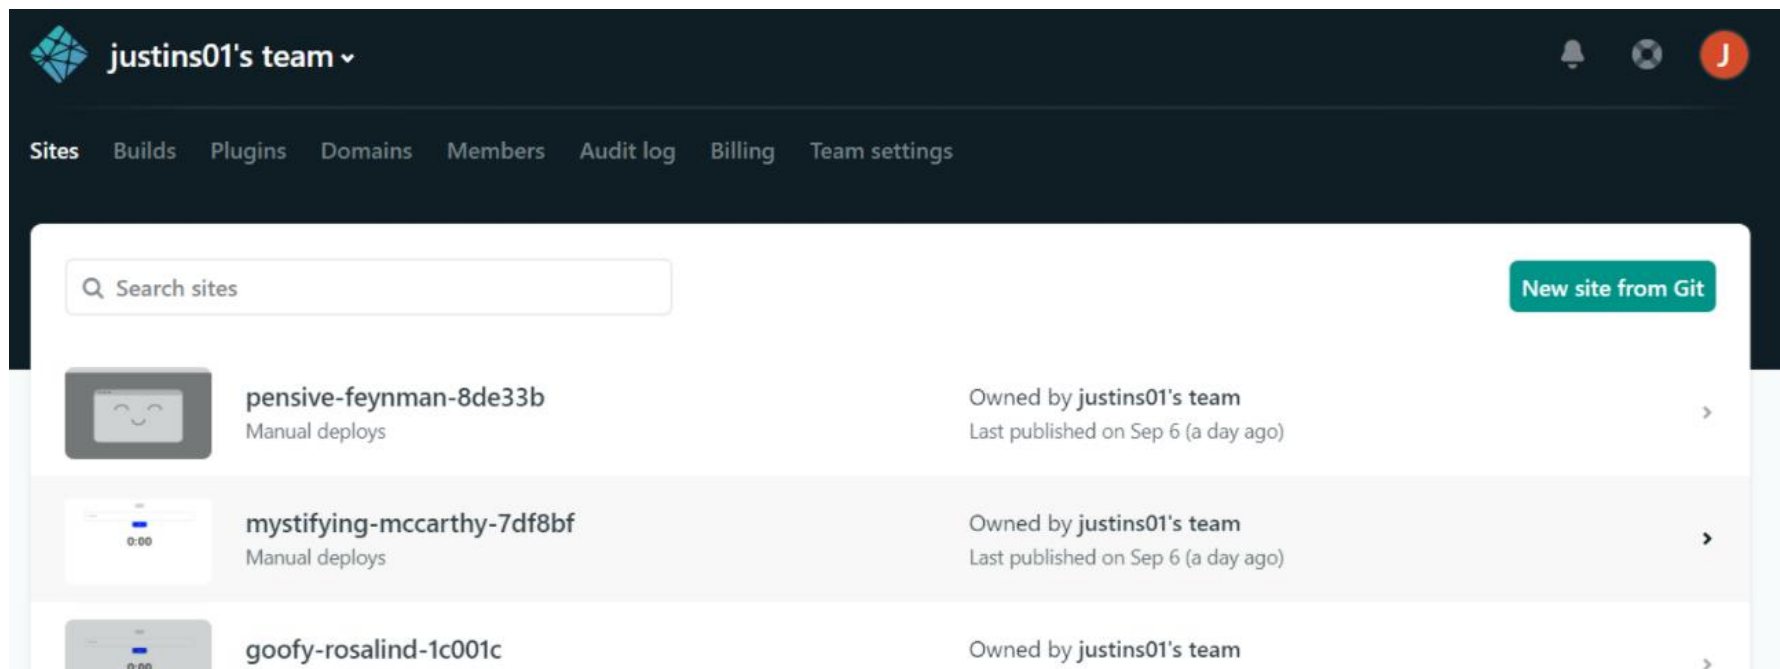 justins01's team
J
Sites Builds Plugins Domains Members Audit log Billing Team settings
Search sites
New site from Git
pensive-feynman-8de33b
Manual deploys
Owned by justins01's team
Last published on Sep 6 (a day ago)
0:00
mystifying-mccarthy-7df8bf
Manual deploys
Owned by justins01's team
Last published on Sep 6 (a day ago)
0:00
goofy-rosalind-1c001c
Owned by justins01's team